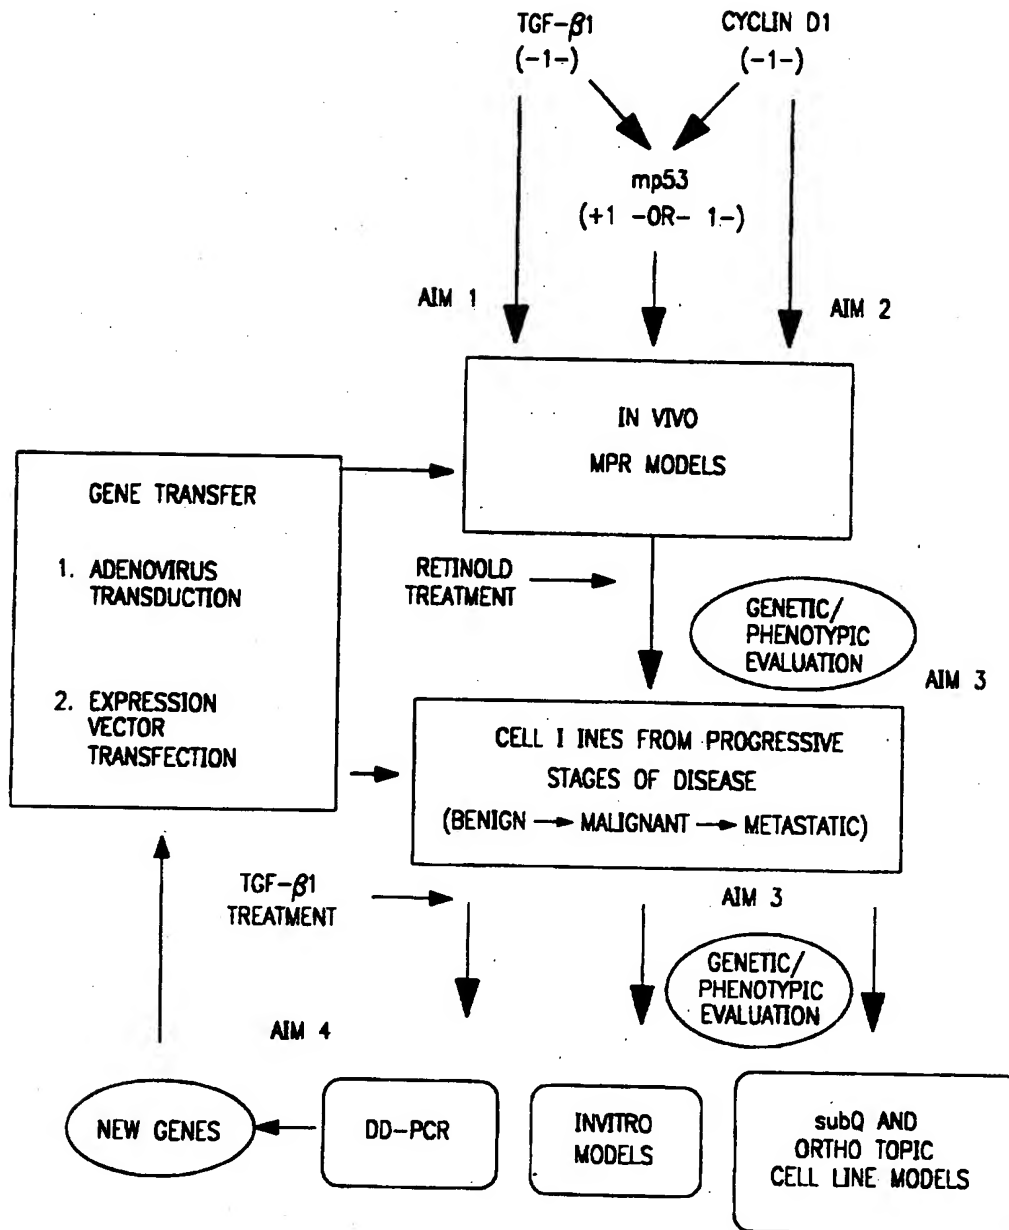 TGF-β1
(-1-)
CYCLIN D1
(-1-)
mp53
(+1 -OR- 1-)
AIM 1
AIM 2
IN VIVO
MPR MODELS
GENE TRANSFER
1. ADENOVIRUS
TRANSDUCTION
2. EXPRESSION
VECTOR
TRANSFECTION
RETINOLD
TREATMENT
GENETIC/
PHENOTYPIC
EVALUATION
AIM 3
CELL I INES FROM PROGRESSIVE
STAGES OF DISEASE
(BENIGN → MALIGNANT → METASTATIC)
TGF-β1
TREATMENT
AIM 3
GENETIC/
PHENOTYPIC
EVALUATION
AIM 4
NEW GENES
DD-PCR
INVITRO
MODELS
subQ AND
ORTHO TOPIC
CELL LINE MODELS